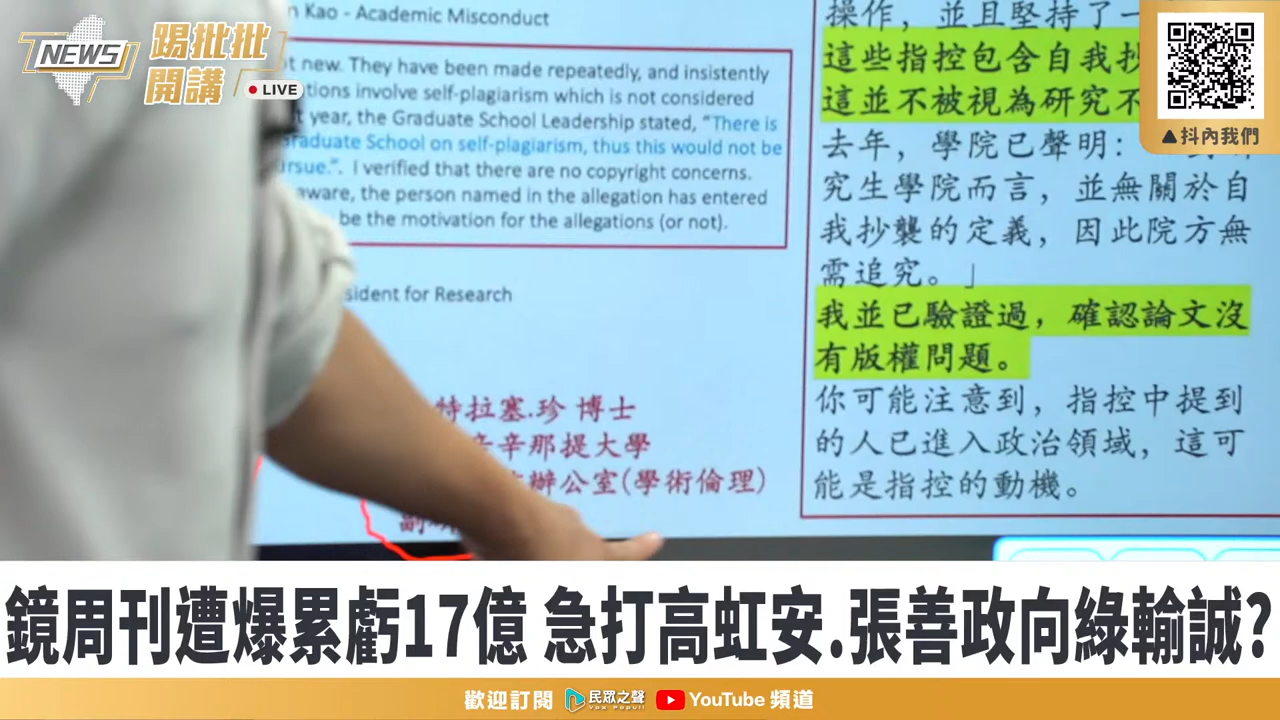 n Kao - Academic Misconduct
t new. They have been made repeatedly, and insistently
tions involve self-plagiarism which is not considered
t year, the Graduate School Leadership stated, “There is
Graduate School on self-plagiarism, thus this would not be
rsue.”. I verified that there are no copyright concerns.
aware, the person named in the allegation has entered
be the motivation for the allegations (or not).
sident for Research
特拉塞.珍 博士
辛辛那提大學
辦公室(學術倫理)
副
操作，並且堅持了一
這些指控包含自我抄
這並不被視為研究不
去年，學院已聲明：
究生學院而言，並無關於自
我抄襲的定義，因此院方無
需追究。」
我並已驗證過，確認論文沒
有版權問題。
你可能注意到，指控中提到
的人已進入政治領域，這可
能是指控的動機。
NEWS
踢批批
開講
LIVE
▲抖內我們
鏡周刊遭爆累虧17億 急打高虹安.張善政向綠輸誠?
歡迎訂閱 民眾之聲 Vox Populi YouTube 頻道